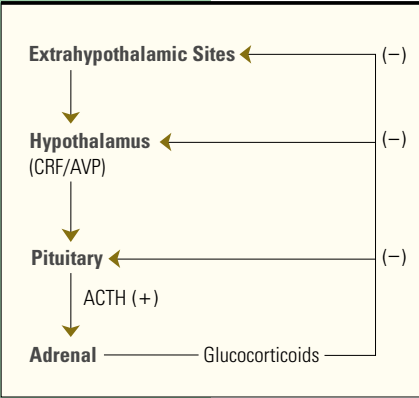 Extrahypothalamic Sites (−)
Hypothalamus (−)
(CRF/AVP)
Pituitary (−)
ACTH (+)
Adrenal Glucocorticoids